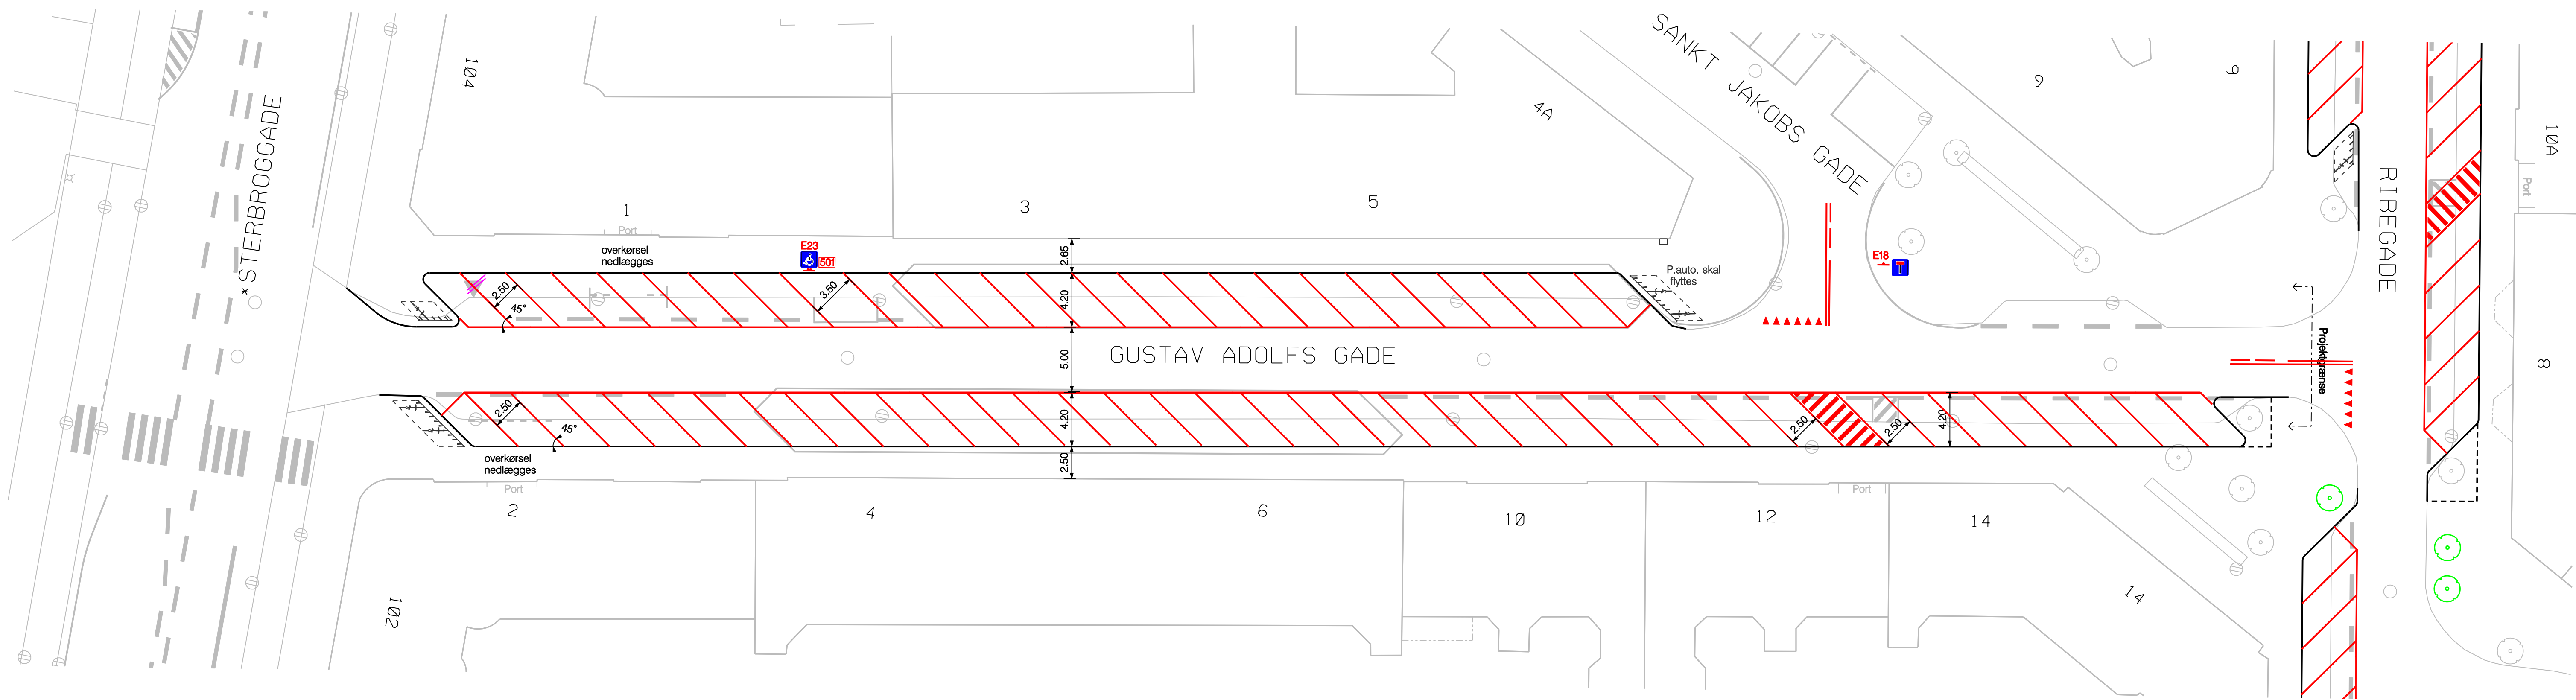 *STERBROGGADE
104
1
Port
overkørsel
nedlægges
E23
501
3
5
4A
SANKT JAKOBS GADE
9
9
RIBEGADE
10A
Port
8
2.65
4.20
5.00
4.20
2.50
2.50
45°
3.50
P.auto. skal
flyttes
E18
T
Projektgrænse
GUSTAV ADOLFS GADE
2.50
45°
2.50
2.50
4.20
overkørsel
nedlægges
Port
2
4
6
10
12
Port
14
14
102